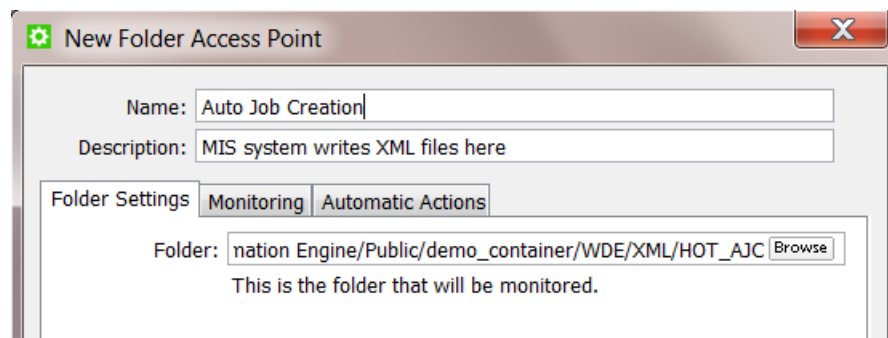 New Folder Access Point
X
Name: Auto Job Creation
Description: MIS system writes XML files here
Folder Settings Monitoring Automatic Actions
Folder: mation Engine/Public/demo_container/WDE/XML/HOT_AJC Browse
This is the folder that will be monitored.